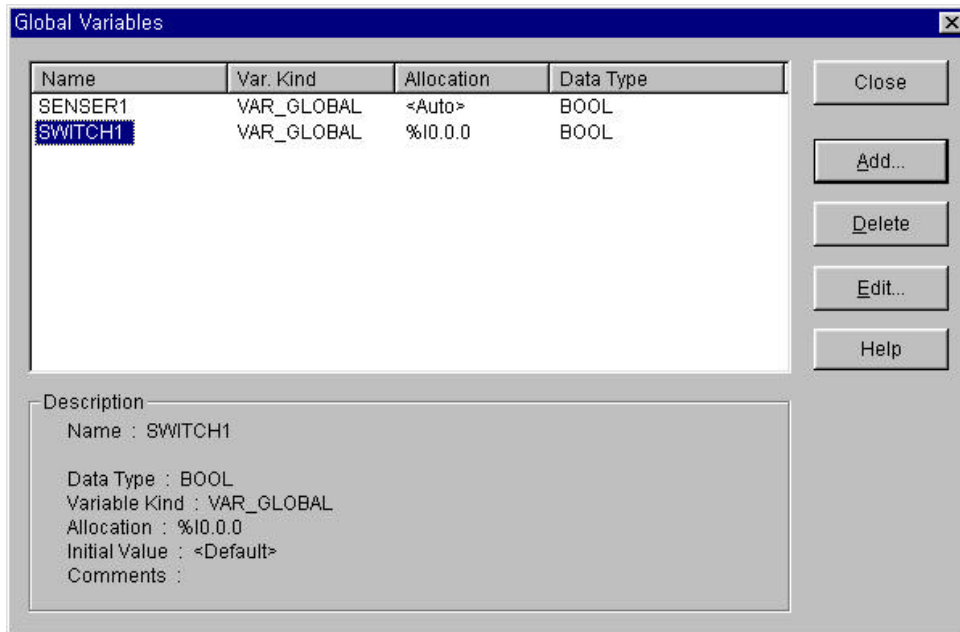 Global Variables
Name Var. Kind Allocation Data Type
SENSER1 VAR_GLOBAL <Auto> BOOL
SWITCH1 VAR_GLOBAL %I0.0.0 BOOL
Close
Add...
Delete
Edit...
Help
Description
Name : SWITCH1
Data Type : BOOL
Variable Kind : VAR_GLOBAL
Allocation : %I0.0.0
Initial Value : <Default>
Comments :